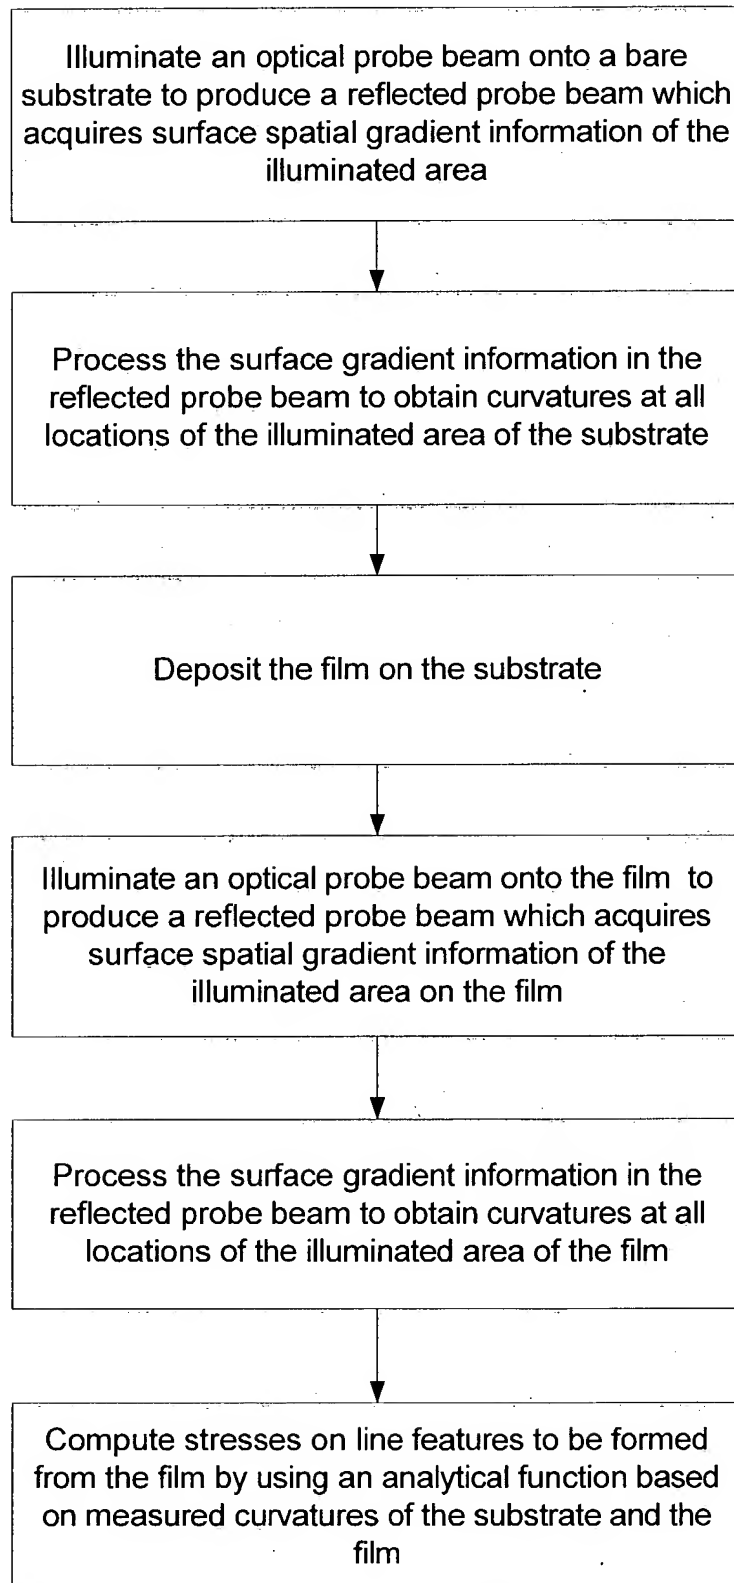 Illuminate an optical probe beam onto a bare
substrate to produce a reflected probe beam which
acquires surface spatial gradient information of the
illuminated area
Process the surface gradient information in the
reflected probe beam to obtain curvatures at all
locations of the illuminated area of the substrate
Deposit the film on the substrate
Illuminate an optical probe beam onto the film to
produce a reflected probe beam which acquires
surface spatial gradient information of the
illuminated area on the film
Process the surface gradient information in the
reflected probe beam to obtain curvatures at all
locations of the illuminated area of the film
Compute stresses on line features to be formed
from the film by using an analytical function based
on measured curvatures of the substrate and the
film